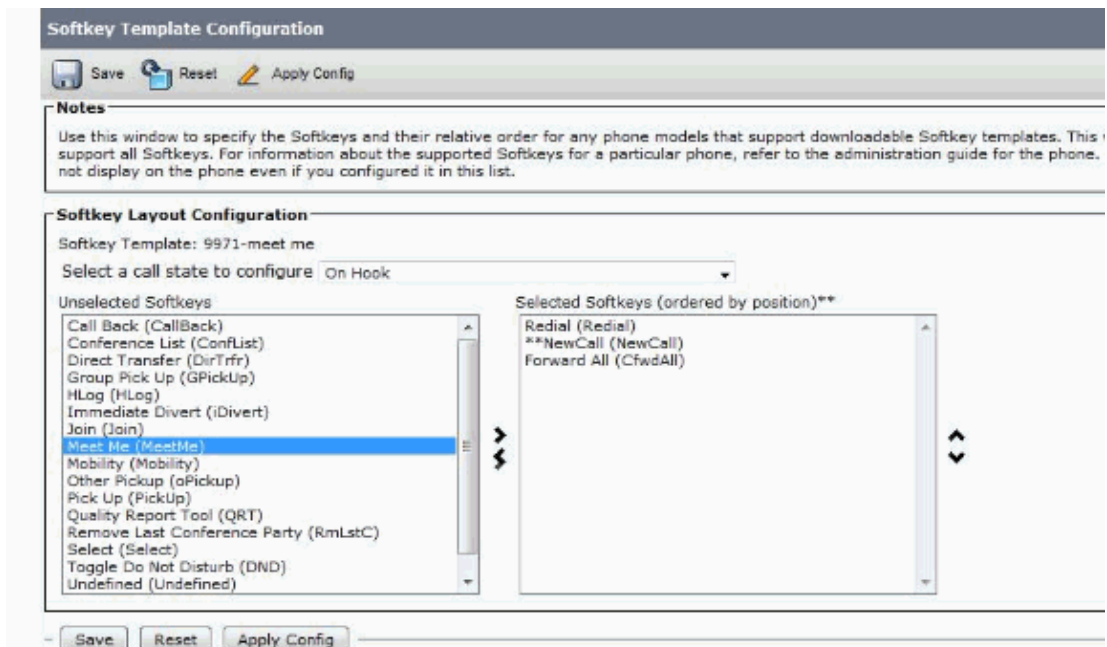 Softkey Template Configuration
Save Reset Apply Config
Notes
Use this window to specify the Softkeys and their relative order for any phone models that support downloadable Softkey templates. This
support all Softkeys. For information about the supported Softkeys for a particular phone, refer to the administration guide for the phone.
not display on the phone even if you configured it in this list.
Softkey Layout Configuration
Softkey Template: 9971-meet me
Select a call state to configure On Hook
Unselected Softkeys
Call Back (CallBack)
Conference List (ConfList)
Direct Transfer (DirTrfr)
Group Pick Up (GPickUp)
HLog (HLog)
Immediate Divert (iDivert)
Join (Join)
Meet Me (MeetMe)
Mobility (Mobility)
Other Pickup (oPickup)
Pick Up (PickUp)
Quality Report Tool (QRT)
Remove Last Conference Party (RmLstC)
Select (Select)
Toggle Do Not Disturb (DND)
Undefined (Undefined)
Selected Softkeys (ordered by position)**
Redial (Redial)
**NewCall (NewCall)
Forward All (CfwdAll)
Save Reset Apply Config